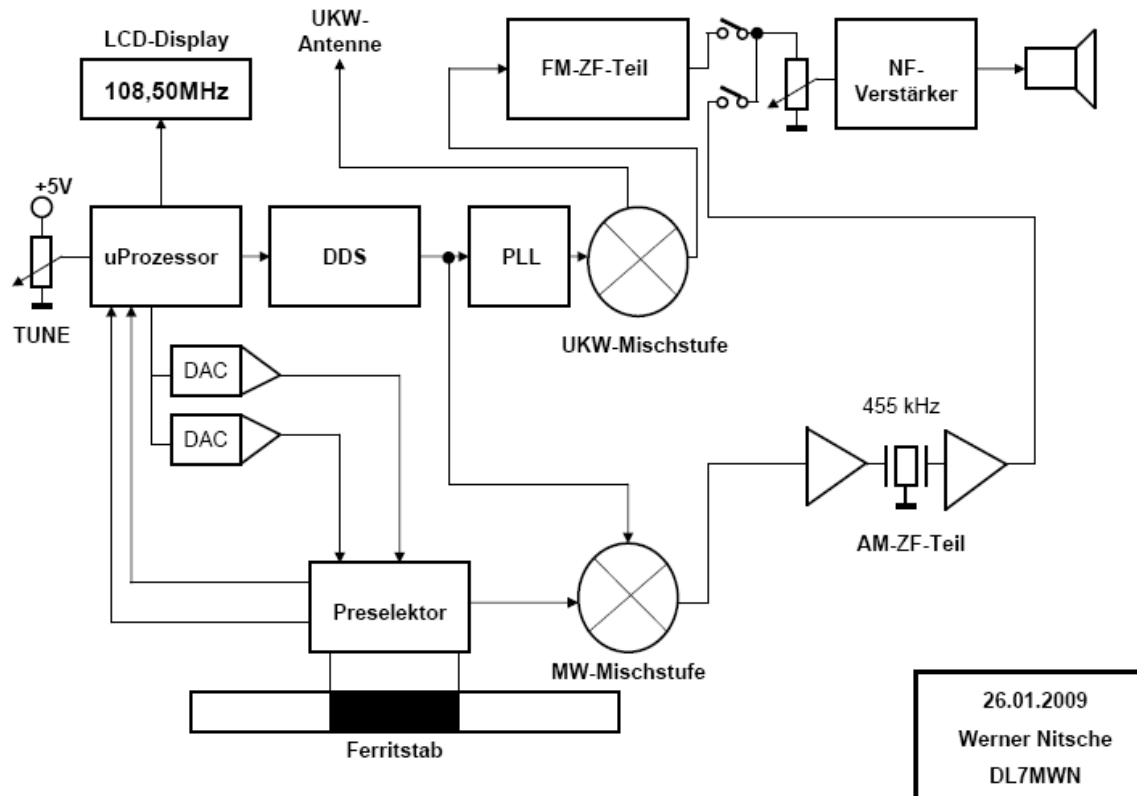 LCD-Display
108,50MHz
UKW-
Antenne
FM-ZF-Teil
NF-
Verstärker
+5V
TUNE
uProzessor
DDS
PLL
UKW-Mischstufe
DAC
DAC
455 kHz
AM-ZF-Teil
Preselektor
MW-Mischstufe
Ferritstab
26.01.2009
Werner Nitsche
DL7MWN